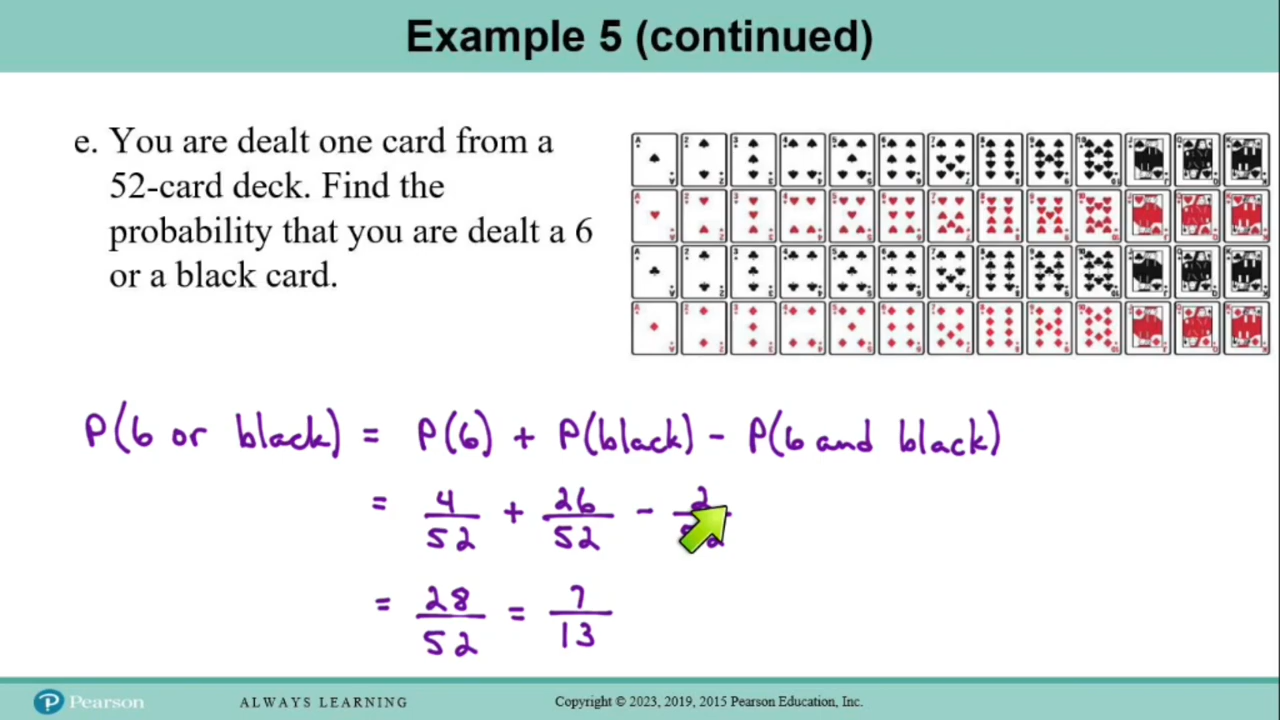 Example 5 (continued)
e. You are dealt one card from a
52-card deck. Find the
probability that you are dealt a 6
or a black card.
P(6 or black) = P(6) + P(black) - P(6 and black)
= 4/52 + 26/52 - 2/
= 28/52 = 7/13
Pearson
ALWAYS LEARNING
Copyright © 2023, 2019, 2015 Pearson Education, Inc.